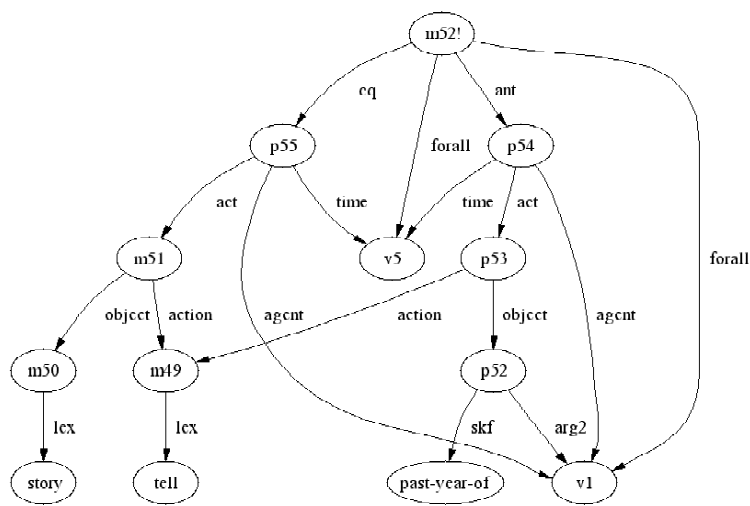 m52!
cq ant
p55 forall p54
act time time act
m51 v5 p53 forall
object action agent action object agent
m50 m49 p52
lex lex skf arg2
story tell past-year-of v1